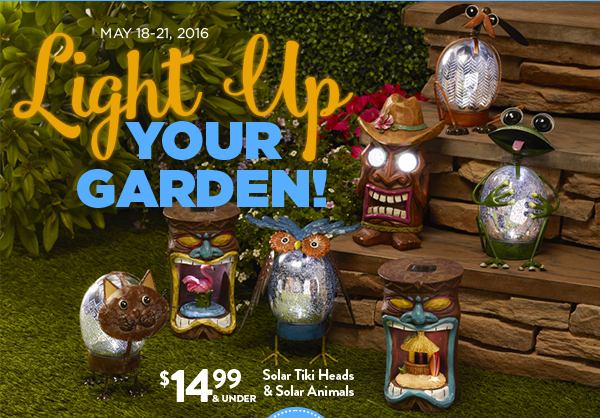 MAY 18-21, 2016
Light Up
YOUR
GARDEN!
$14.99
& UNDER
Solar Tiki Heads
& Solar Animals